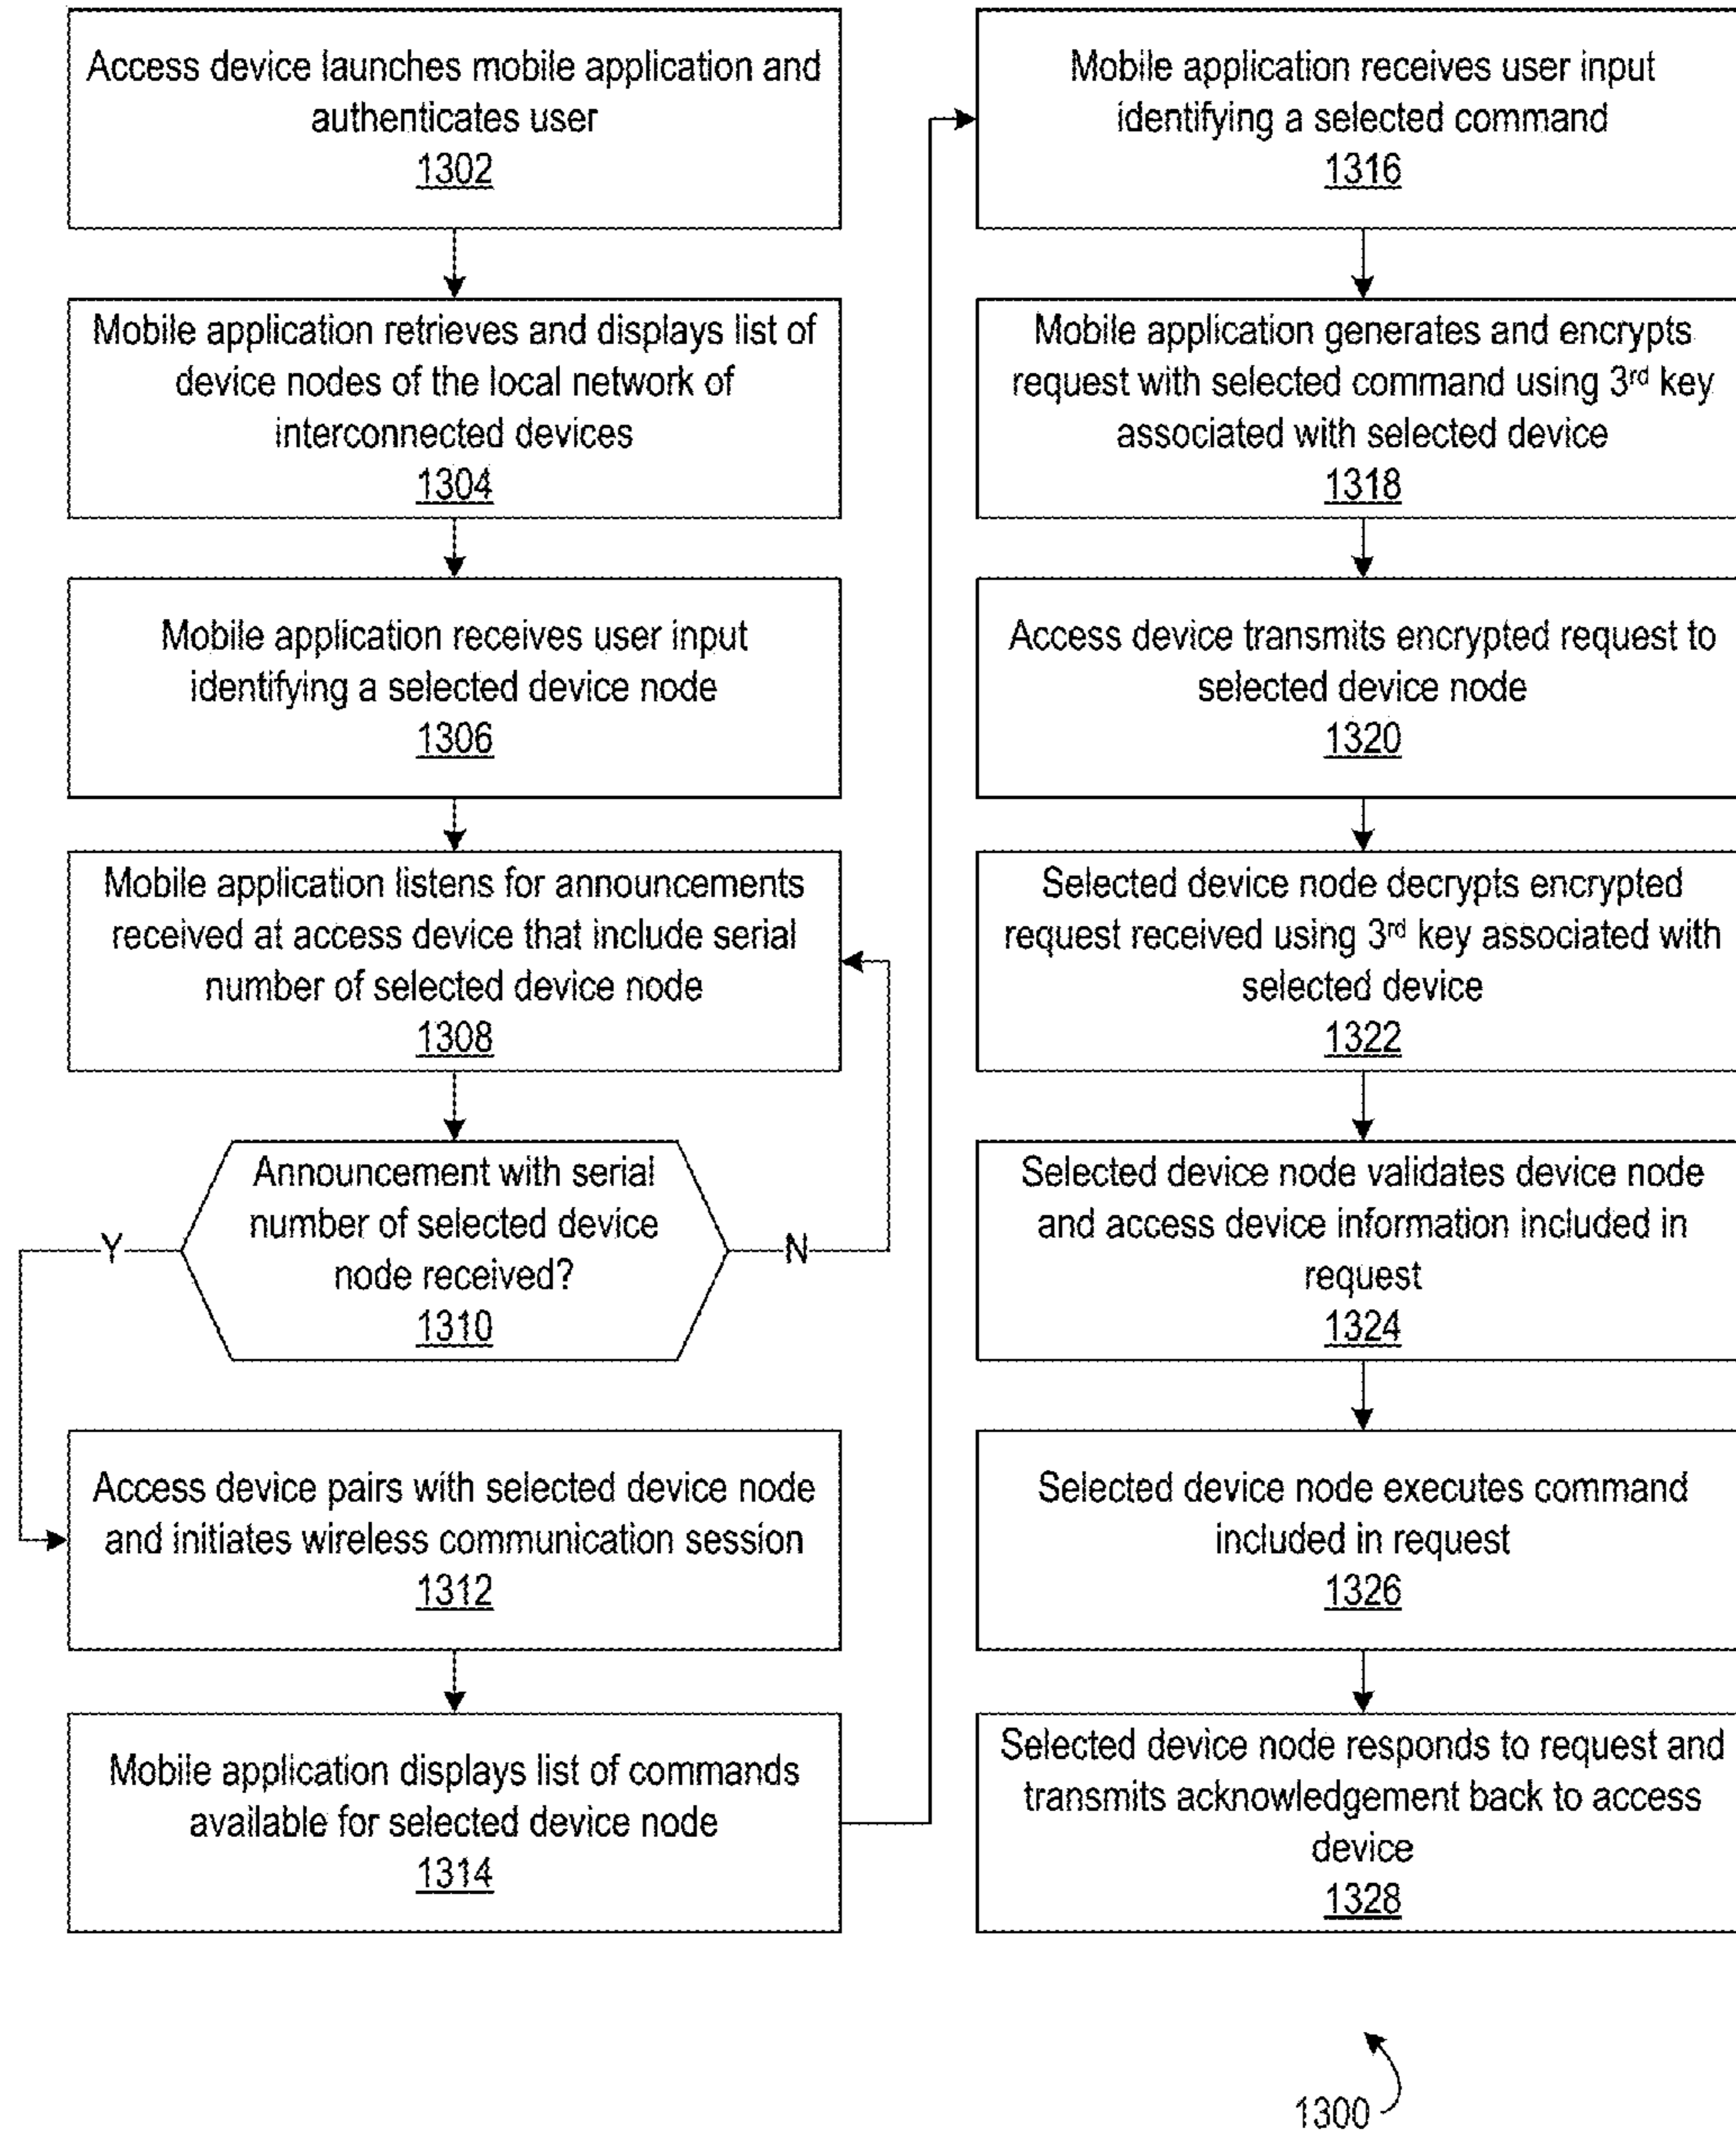 Access device launches mobile application and
authenticates user
1302
Mobile application retrieves and displays list of
device nodes of the local network of
interconnected devices
1304
Mobile application receives user input
identifying a selected device node
1306
Mobile application listens for announcements
received at access device that include serial
number of selected device node
1308
Announcement with serial
number of selected device
node received?
1310
Y
N
Access device pairs with selected device node
and initiates wireless communication session
1312
Mobile application displays list of commands
available for selected device node
1314
Mobile application receives user input
identifying a selected command
1316
Mobile application generates and encrypts
request with selected command using 3rd key
associated with selected device
1318
Access device transmits encrypted request to
selected device node
1320
Selected device node decrypts encrypted
request received using 3rd key associated with
selected device
1322
Selected device node validates device node
and access device information included in
request
1324
Selected device node executes command
included in request
1326
Selected device node responds to request and
transmits acknowledgement back to access
device
1328
1300